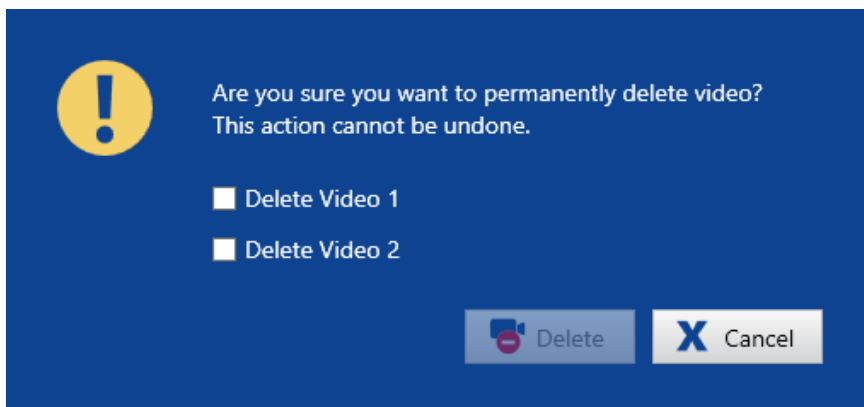 Are you sure you want to permanently delete video?
This action cannot be undone.
Delete Video 1
Delete Video 2
Delete
Cancel